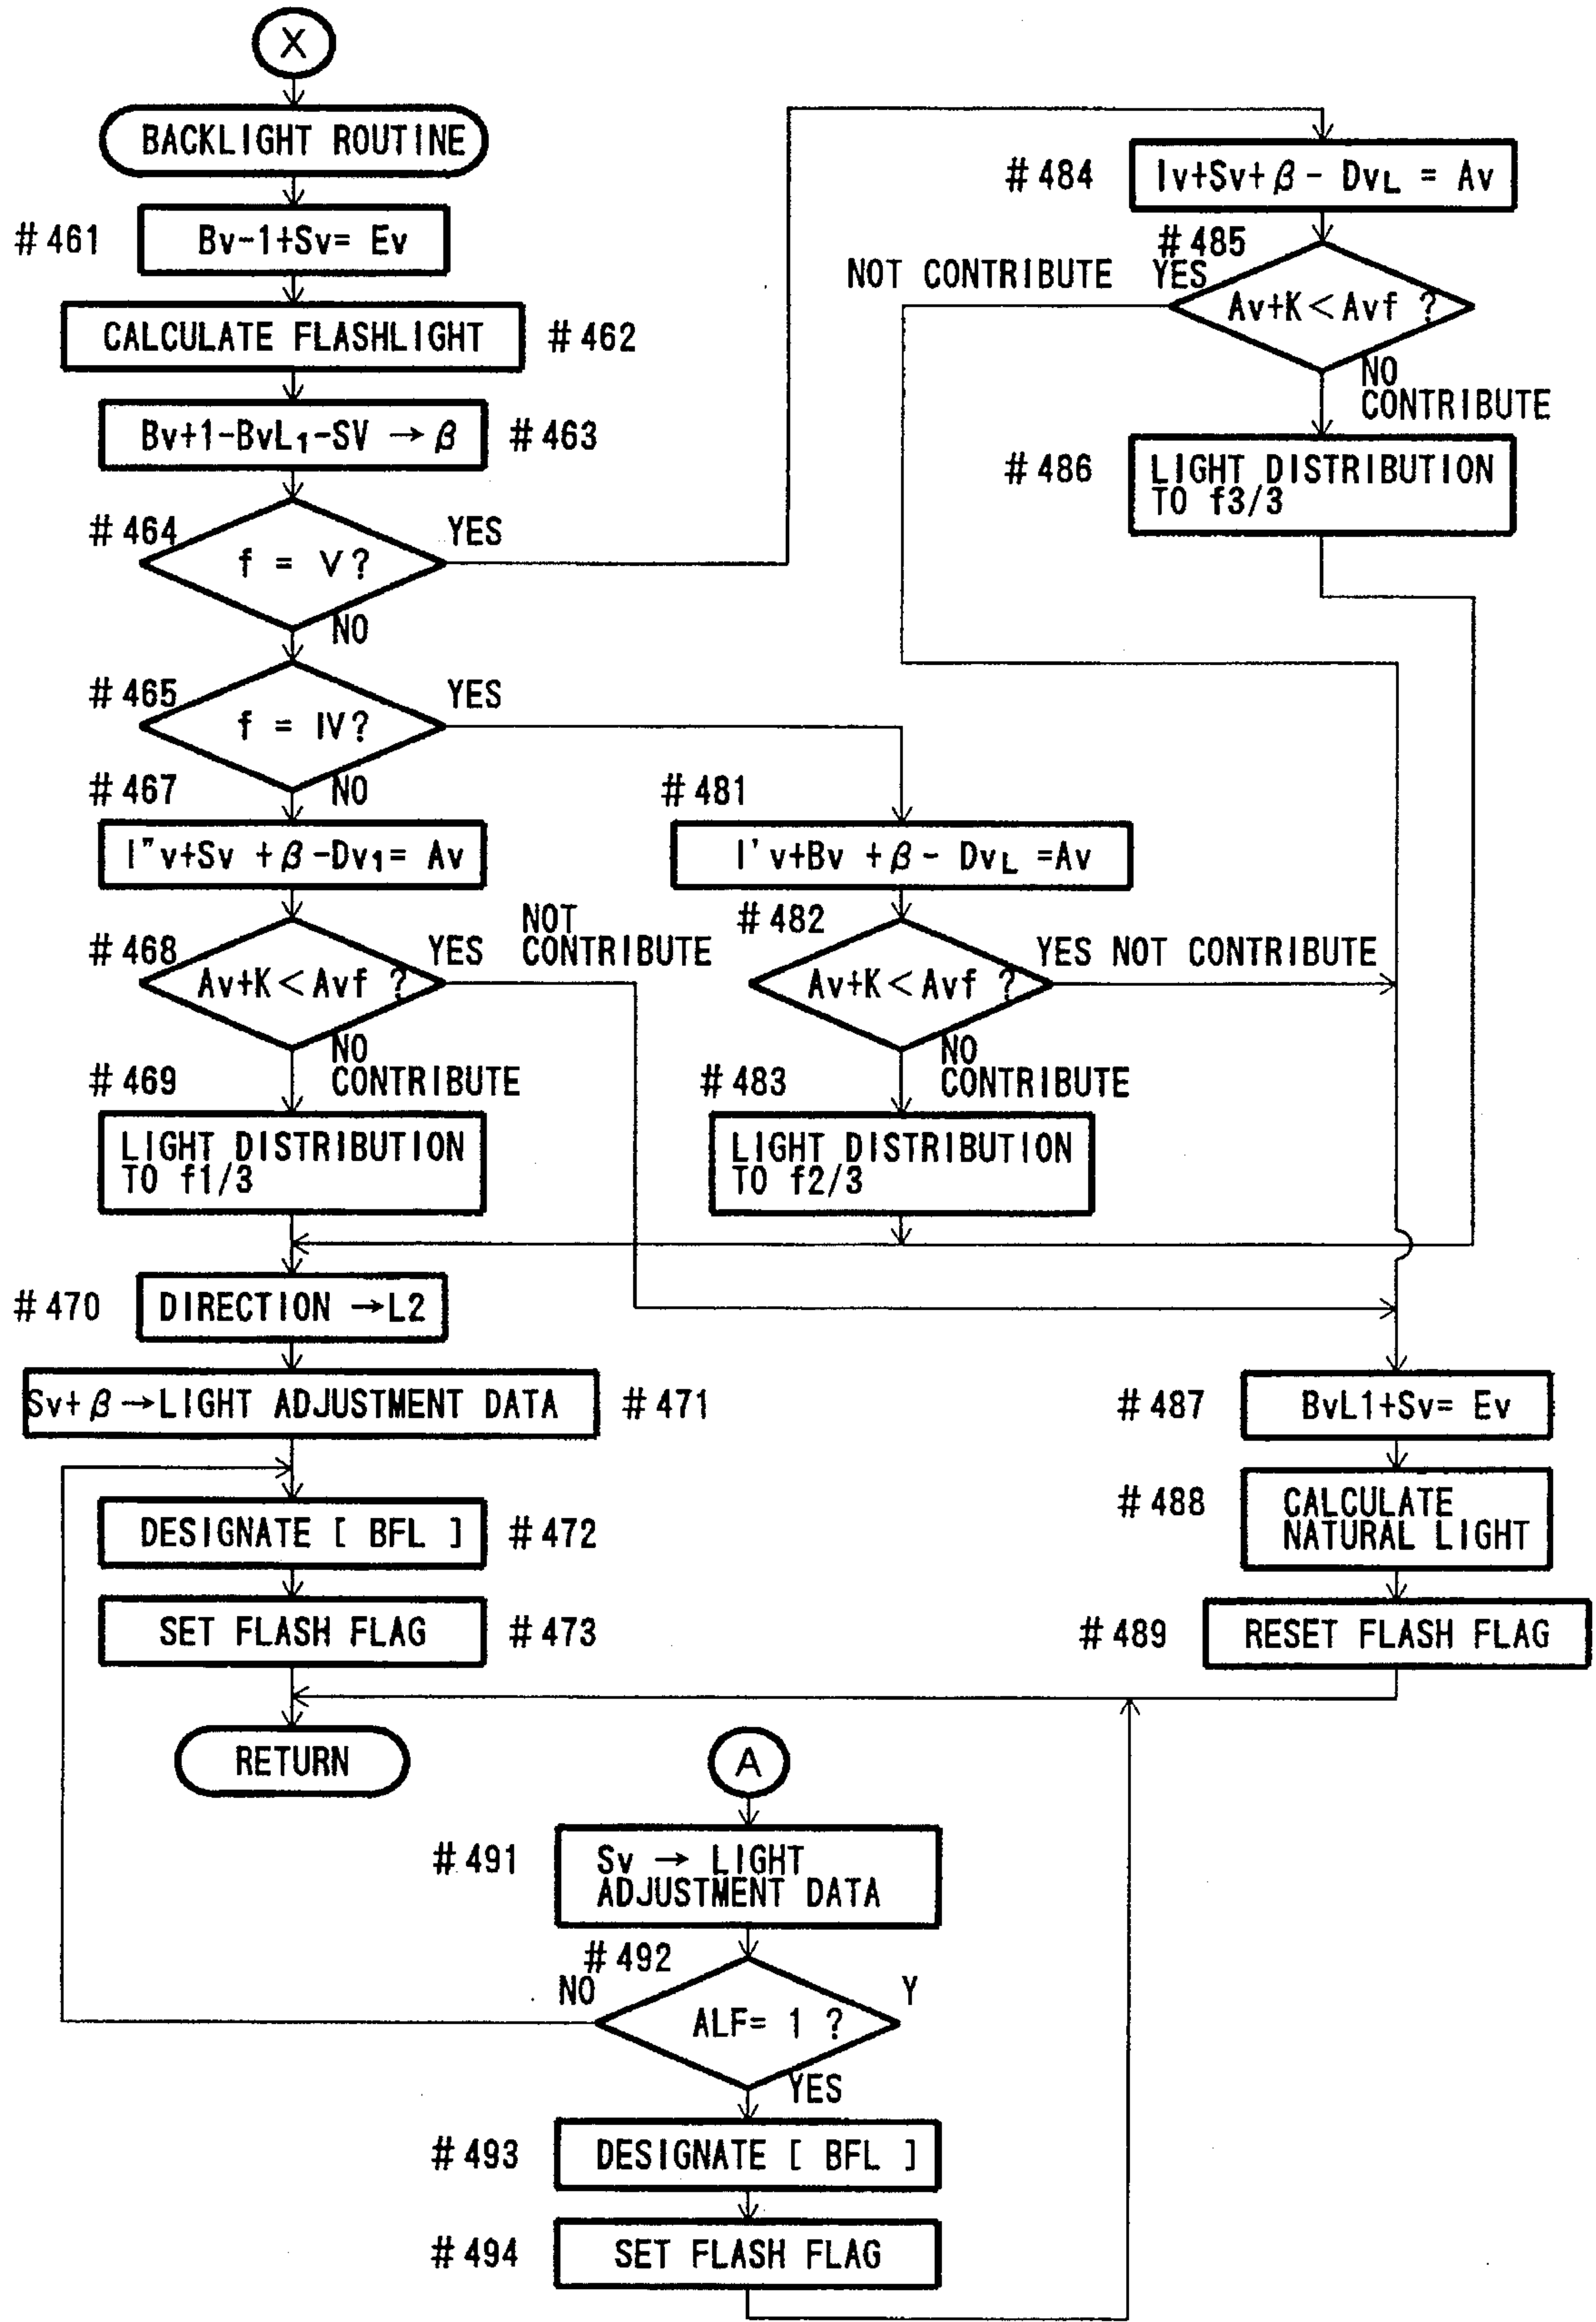 X
BACKLIGHT ROUTINE
#461
Bv-1+Sv= Ev
CALCULATE FLASHLIGHT
#462
Bv+1-BvL1-SV →β
#463
#464
f = V?
YES
NO
#465
f = IV?
YES
NO
#467
I"v+Sv +β-Dv1= Av
#468
Av+K<Avf ?
YES
NOT
CONTRIBUTE
NO
CONTRIBUTE
#469
LIGHT DISTRIBUTION
TO f1/3
#470
DIRECTION →L2
Sv+β→LIGHT ADJUSTMENT DATA
#471
DESIGNATE [ BFL ]
#472
SET FLASH FLAG
#473
RETURN
#481
I'v+Bv +β- DvL =Av
#482
Av+K<Avf ?
YES NOT CONTRIBUTE
NO
CONTRIBUTE
#483
LIGHT DISTRIBUTION
TO f2/3
#484
Iv+Sv+β- DvL = Av
#485
NOT CONTRIBUTE YES
Av+K<Avf ?
NO
CONTRIBUTE
#486
LIGHT DISTRIBUTION
TO f3/3
#487
BvL1+Sv= Ev
#488
CALCULATE
NATURAL LIGHT
#489
RESET FLASH FLAG
A
#491
Sv → LIGHT
ADJUSTMENT DATA
#492
NO
Y
ALF= 1 ?
YES
#493
DESIGNATE [ BFL ]
#494
SET FLASH FLAG